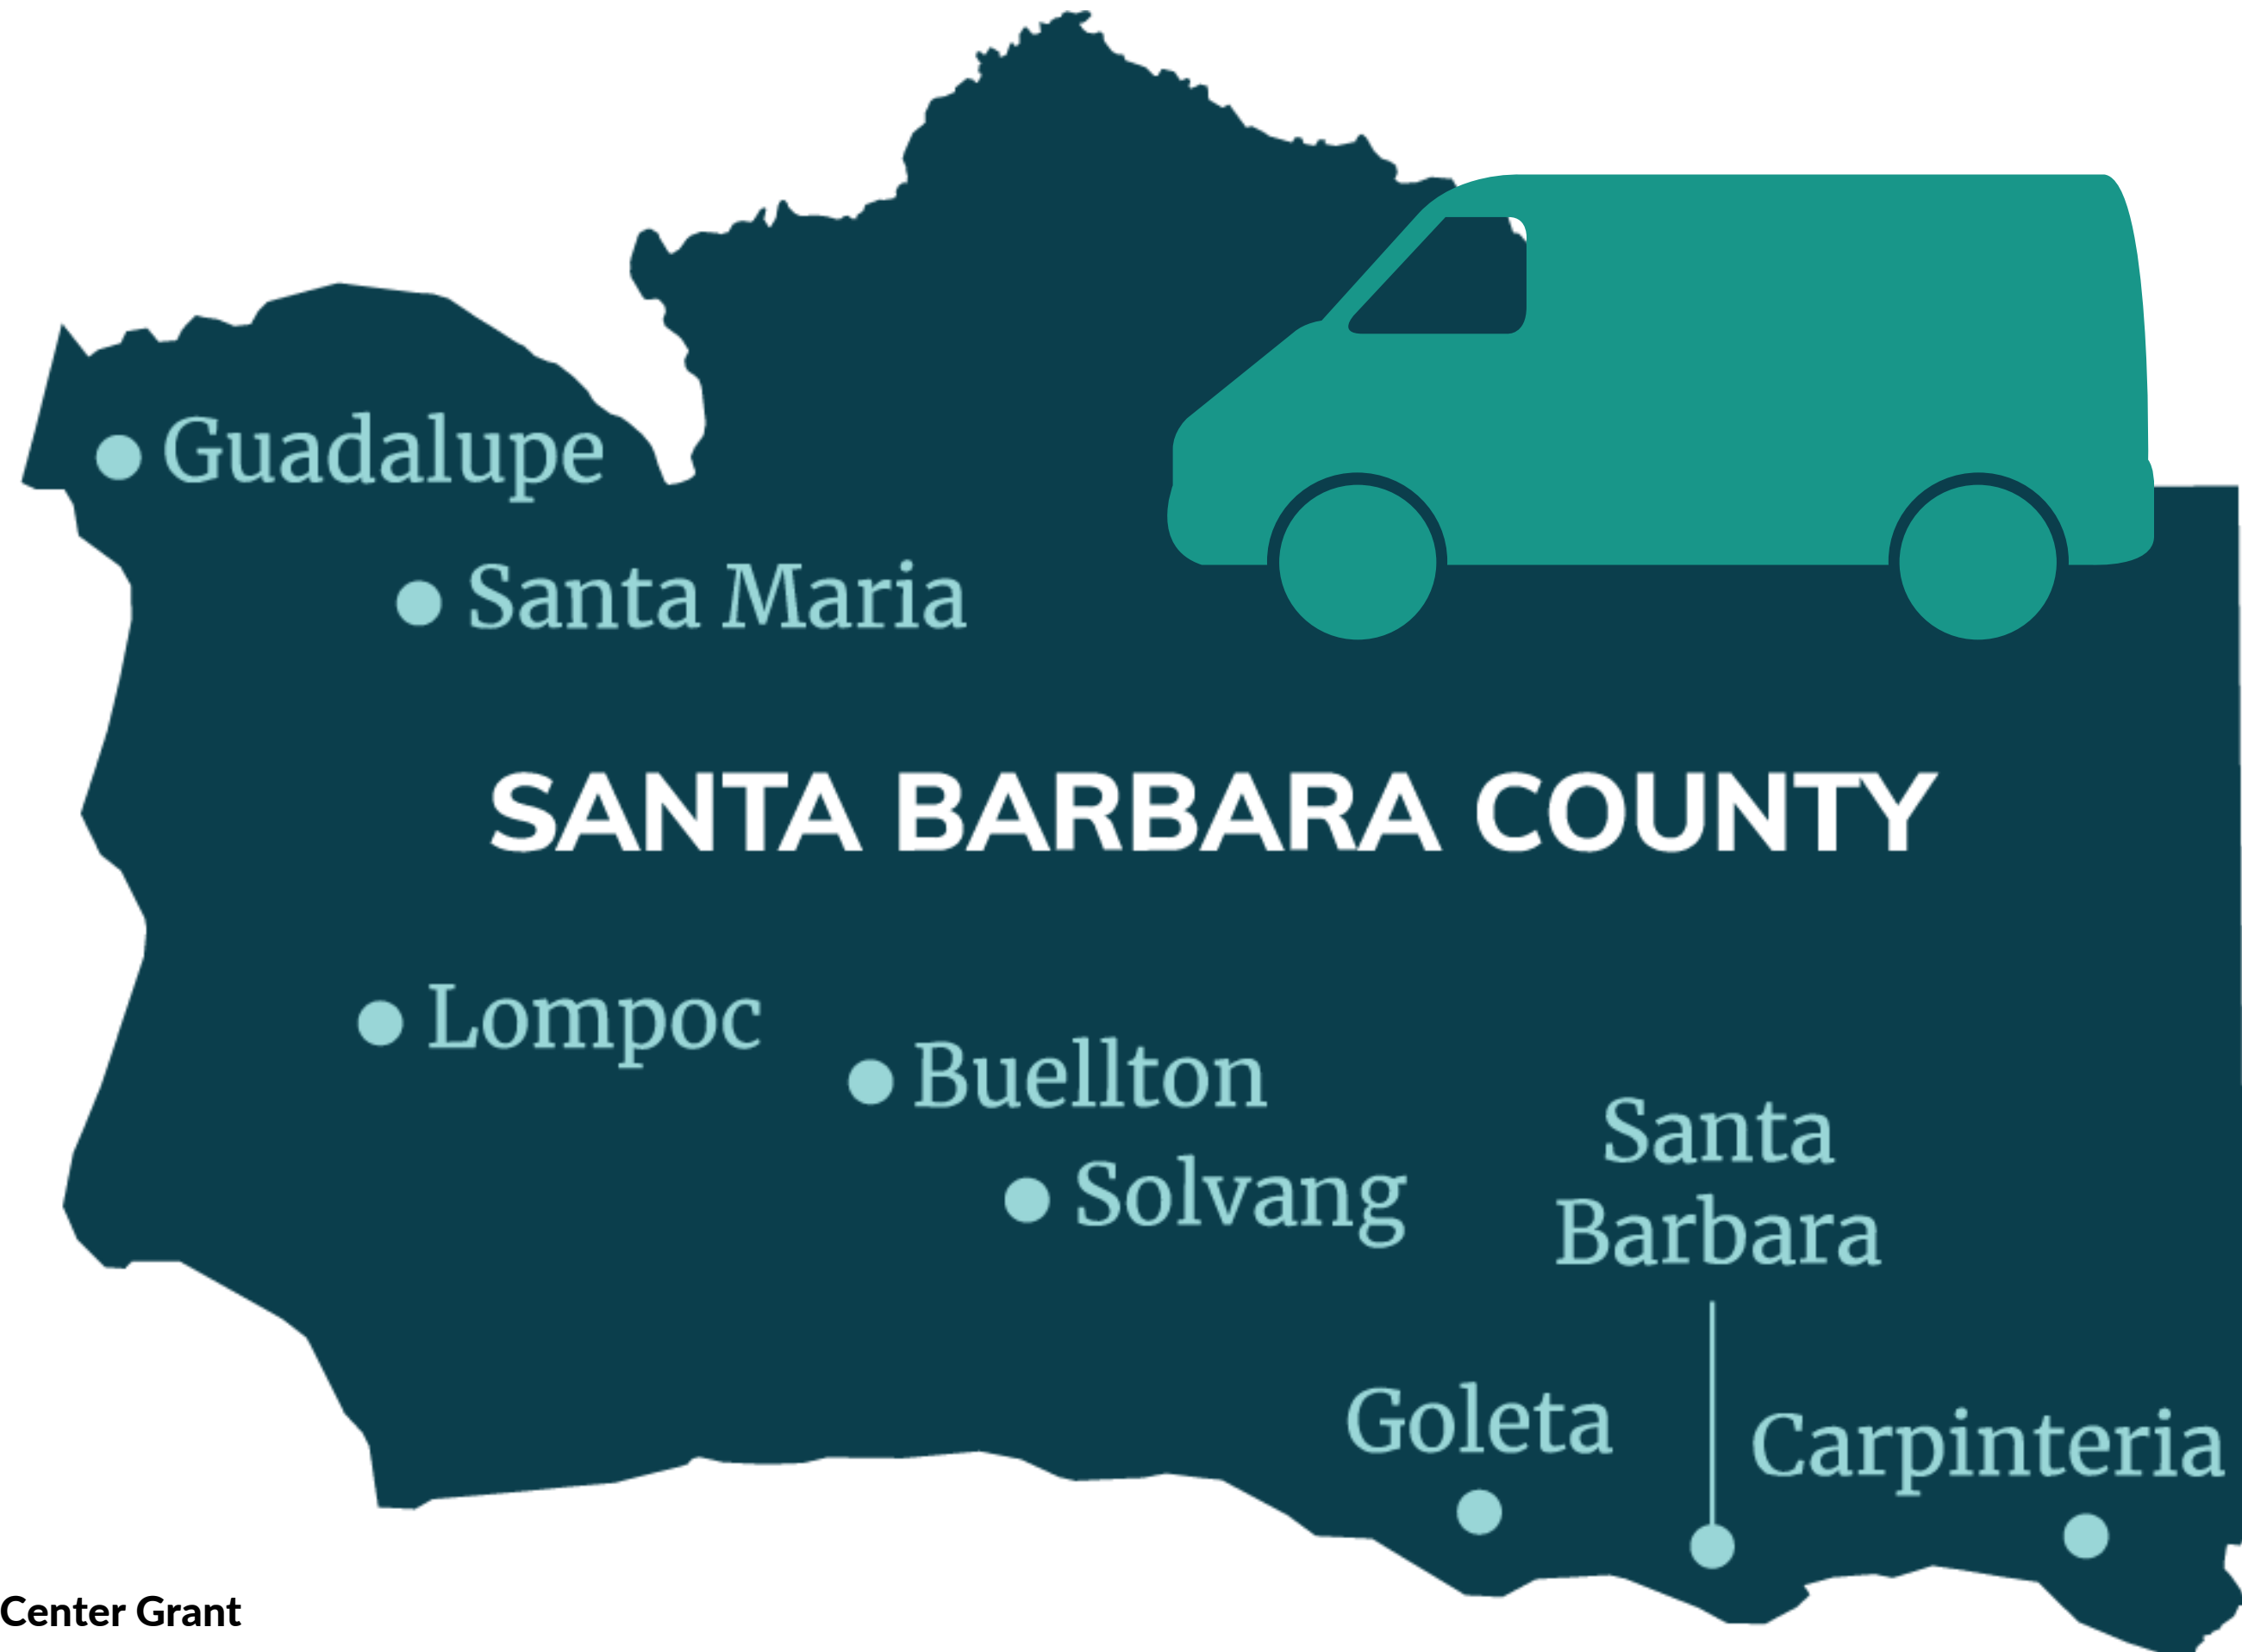 Guadalupe
Santa Maria
SANTA BARBARA COUNTY
Lompoc
Buellton
Solvang
Santa
Barbara
Goleta
Carpinteria
Center Grant